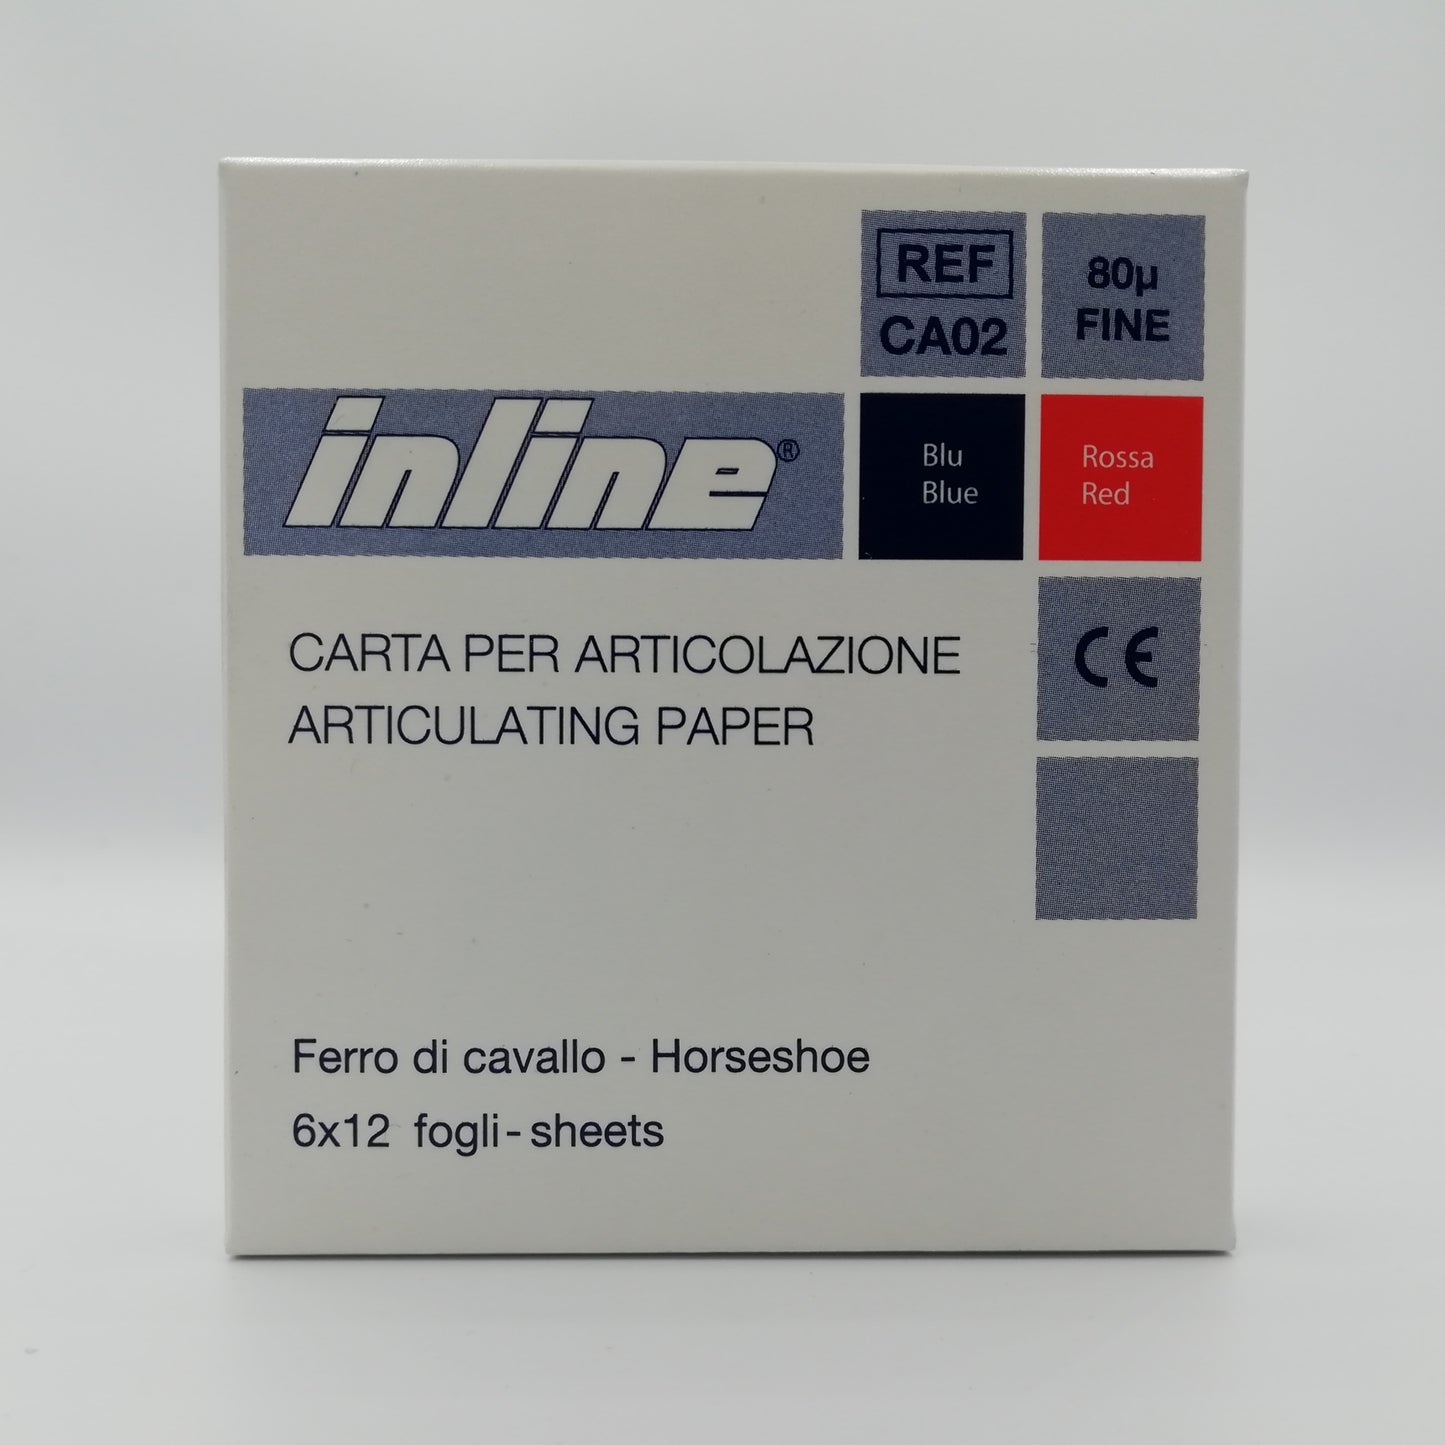 REF
CA02
80µ
FINE
inline®
Blu
Blue
Rossa
Red
CARTA PER ARTICOLAZIONE
ARTICULATING PAPER
CE
Ferro di cavallo - Horseshoe
6x12 fogli - sheets